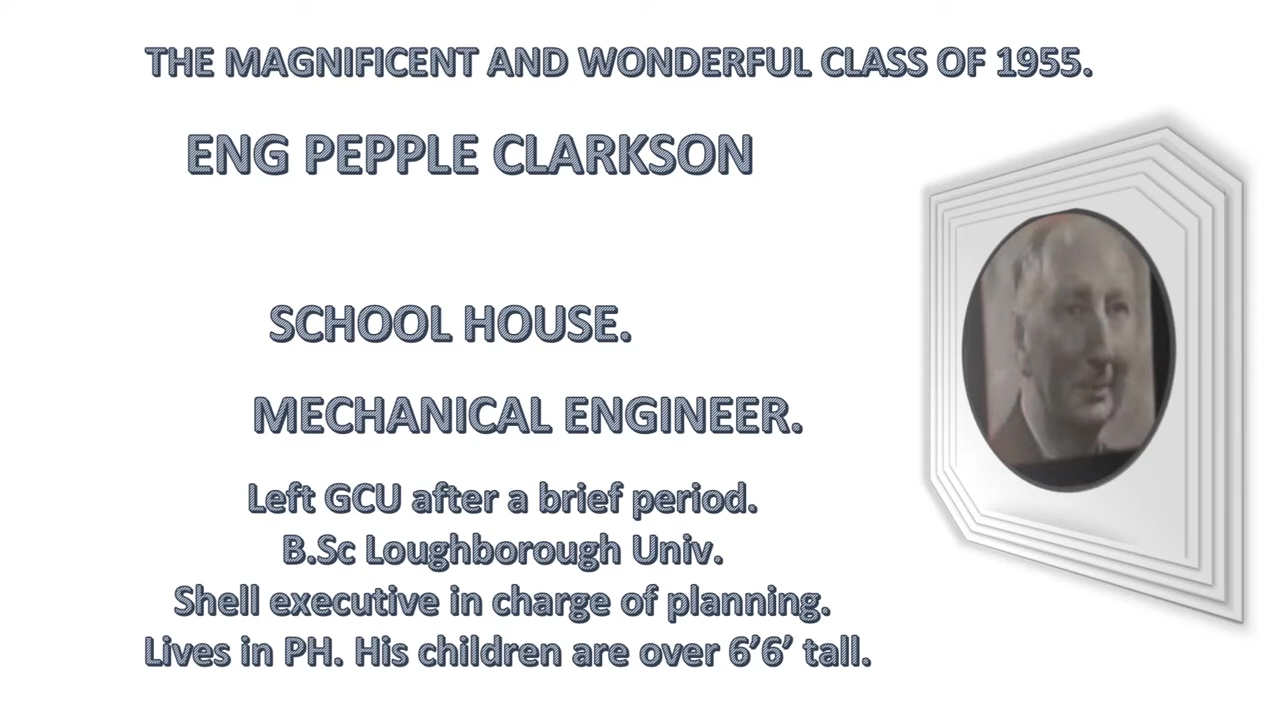 THE MAGNIFICENT AND WONDERFUL CLASS OF 1955.
ENG PEPPLE CLARKSON
SCHOOL HOUSE.
MECHANICAL ENGINEER.
Left GCU after a brief period.
B.Sc Loughborough Univ.
Shell executive in charge of planning.
Lives in PH. His children are over 6’6’ tall.